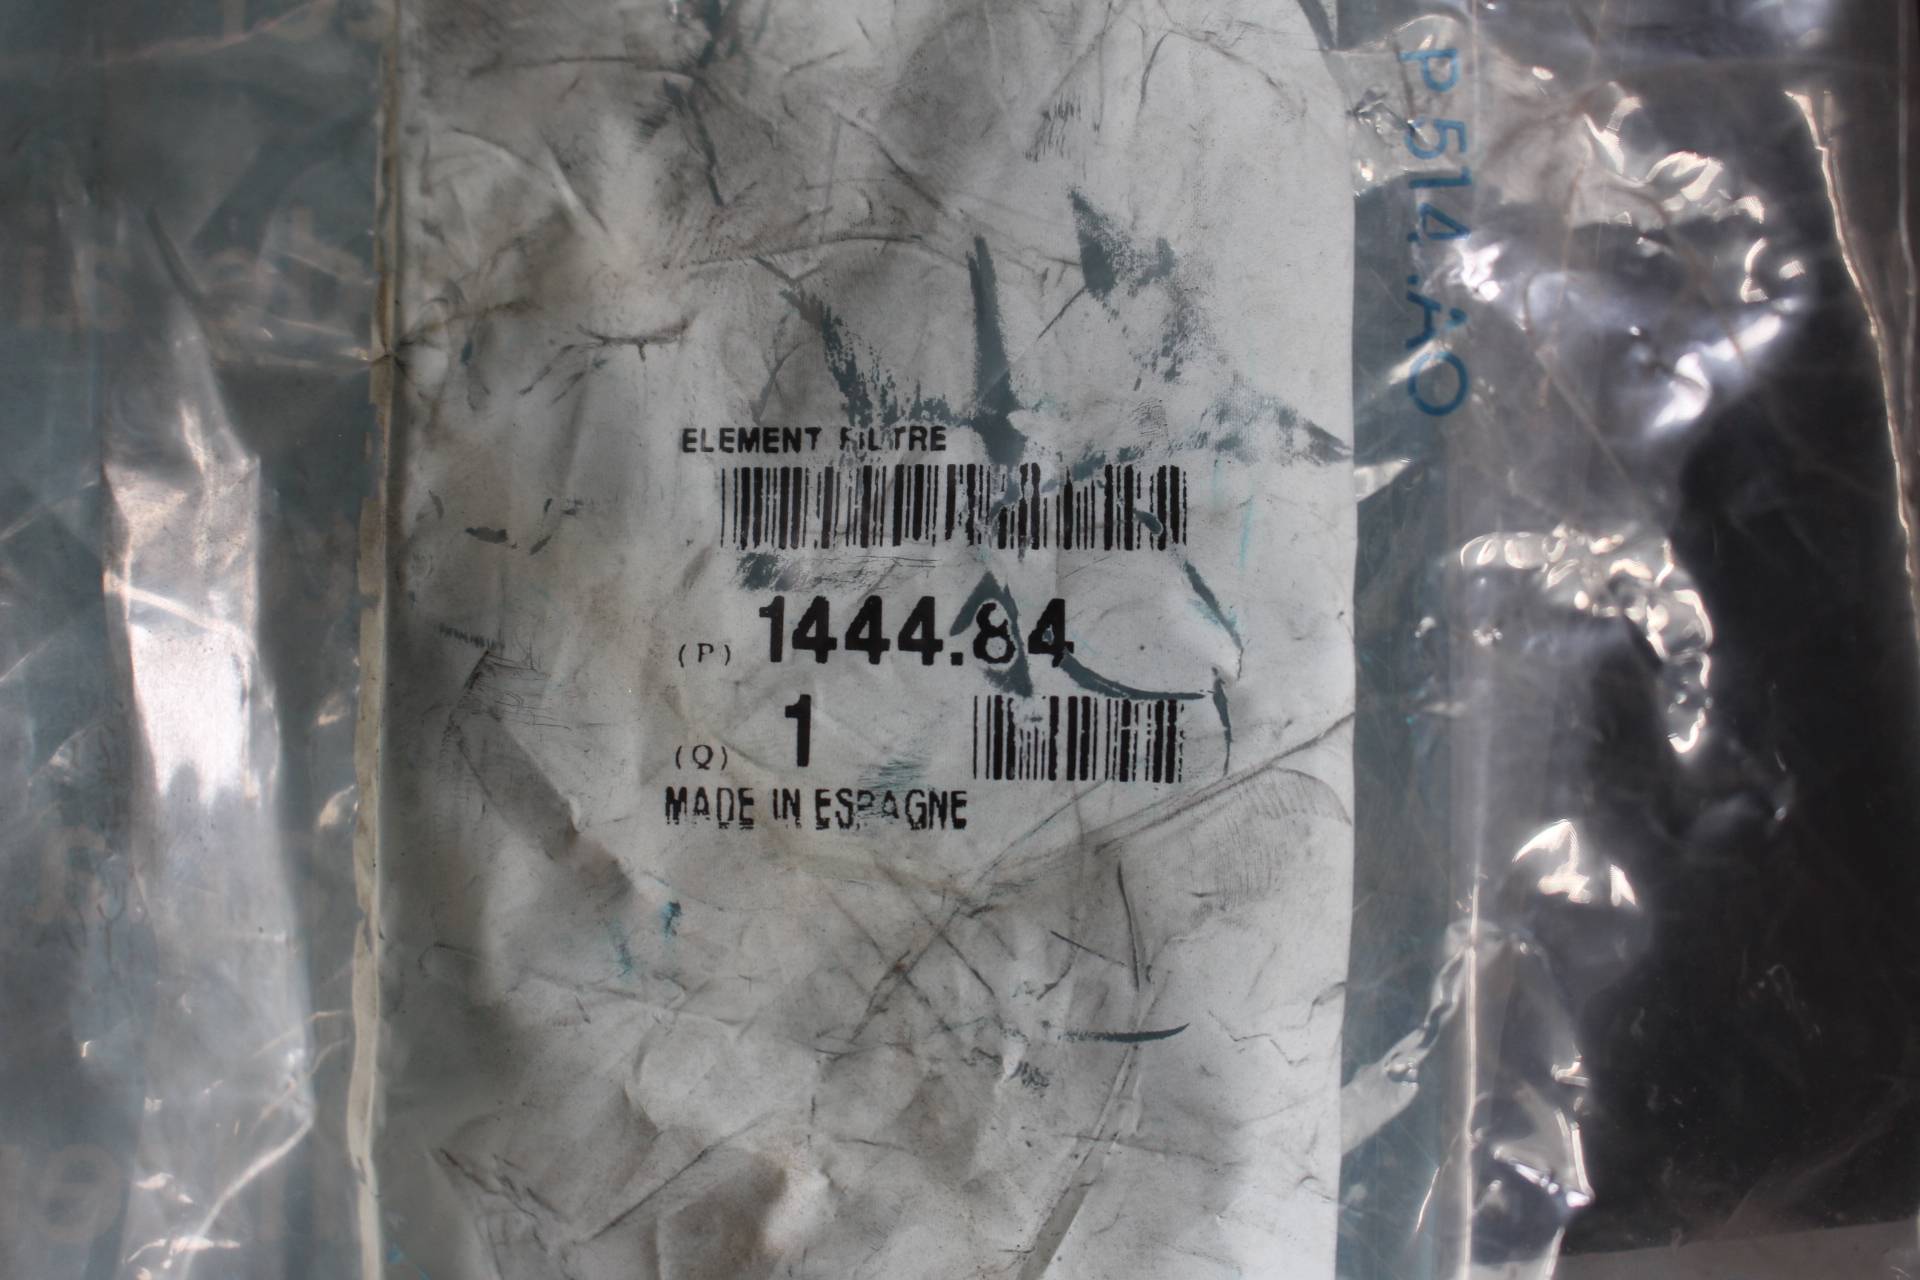 ELEMENT FILTRE
(P) 1444.84
(Q) 1
MADE IN ESPAGNE
P 514.AO